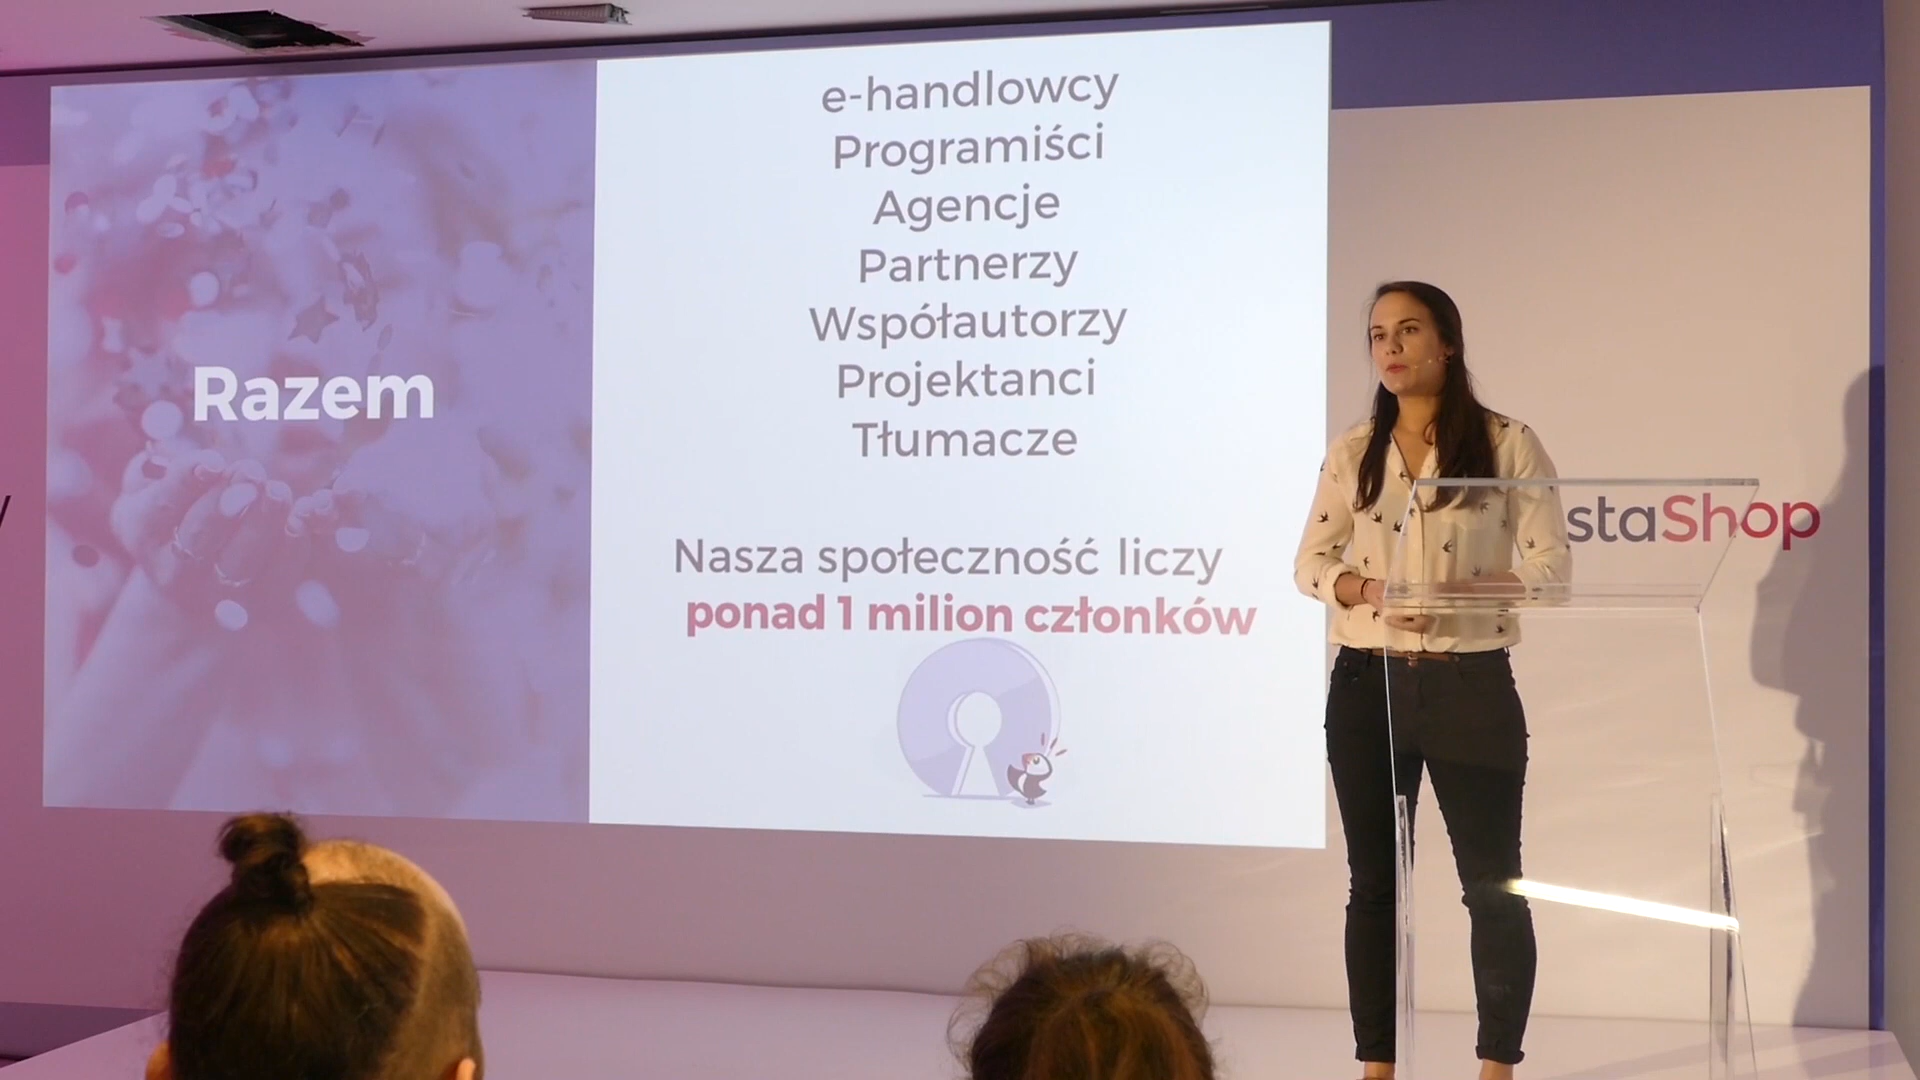 Razem
e-handlowcy
Programiści
Agencje
Partnerzy
Współautorzy
Projektanci
Tłumacze
Nasza społeczność liczy
ponad 1 milion członków
staShop